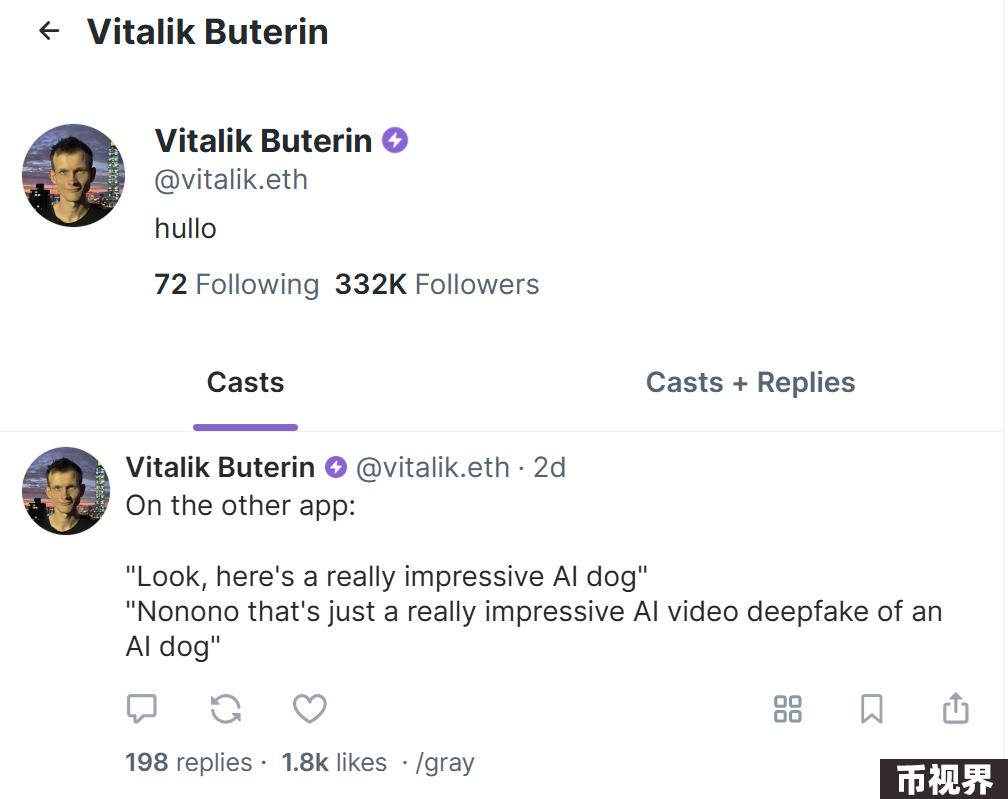 Vitalik Buterin
Vitalik Buterin
@vitalik.eth
hullo
72 Following 332K Followers
Casts
Casts + Replies
Vitalik Buterin @vitalik.eth · 2d
On the other app:
"Look, here's a really impressive AI dog"
"Nonono that's just a really impressive AI video deepfake of an
AI dog"
198 replies · 1.8k likes · /gray
币视界